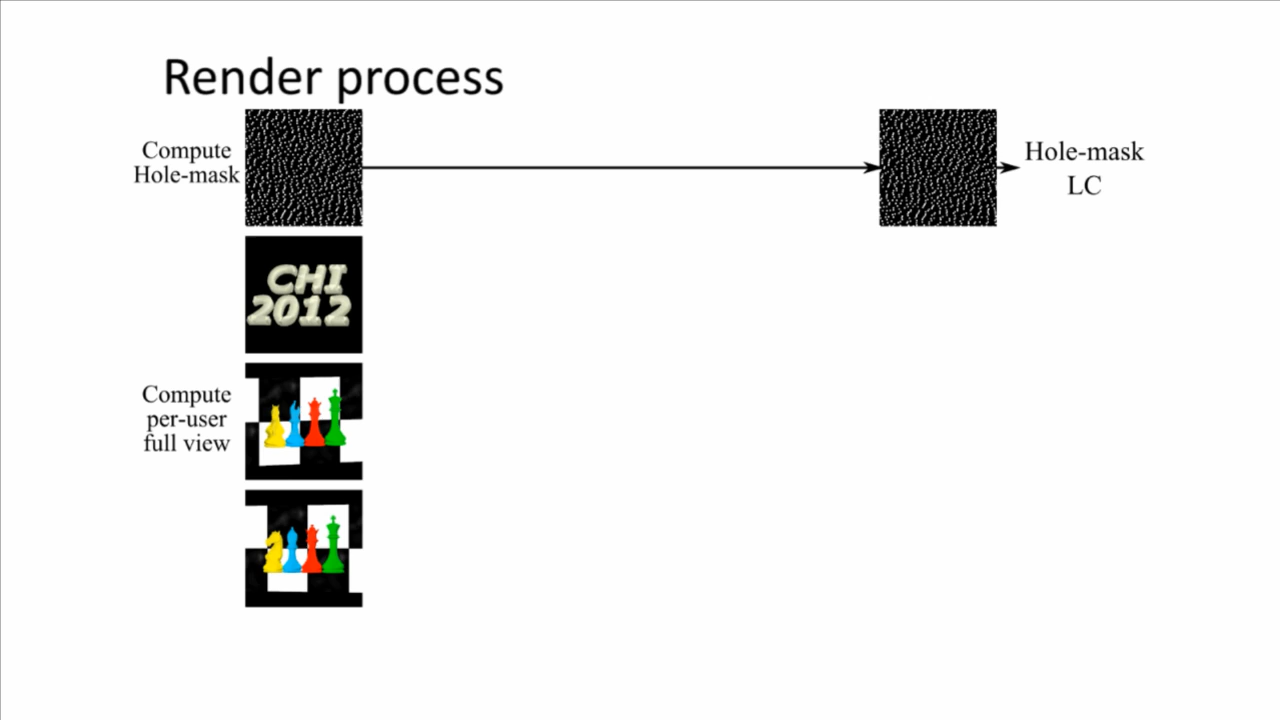 Render process
Compute
Hole-mask
Hole-mask
LC
CHI
2012
Compute
per-user
full view